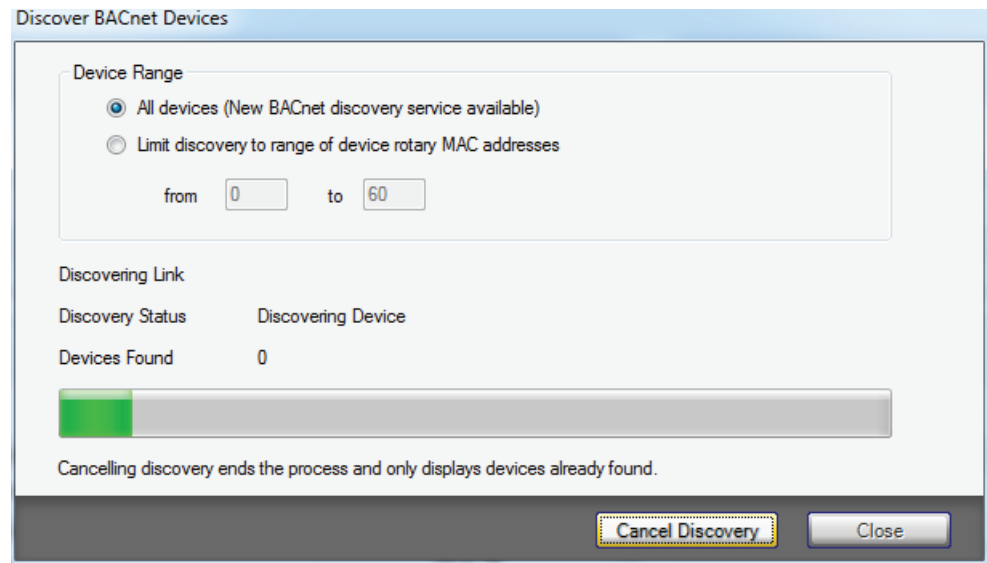 Discover BACnet Devices
Device Range
All devices (New BACnet discovery service available)
Limit discovery to range of device rotary MAC addresses
from 0 to 60
Discovering Link
Discovery Status Discovering Device
Devices Found 0
Cancelling discovery ends the process and only displays devices already found.
Cancel Discovery Close